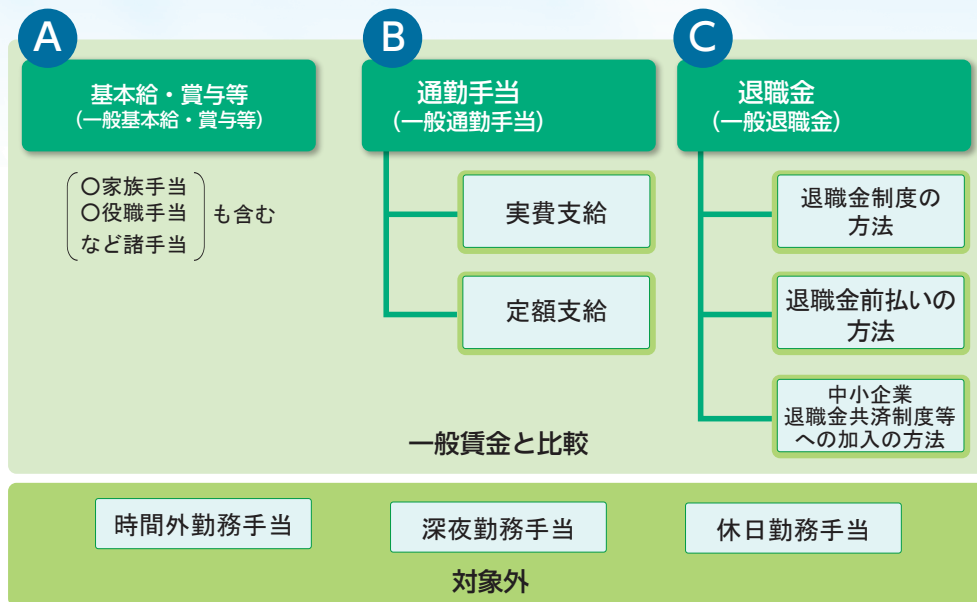 A
基本給・賞与等
(一般基本給・賞与等)
〇家族手当
〇役職手当
など諸手当
も含む
B
通勤手当
(一般通勤手当)
実費支給
定額支給
C
退職金
(一般退職金)
退職金制度の
方法
退職金前払いの
方法
中小企業
退職金共済制度等
への加入の方法
一般賃金と比較
時間外勤務手当
深夜勤務手当
休日勤務手当
対象外